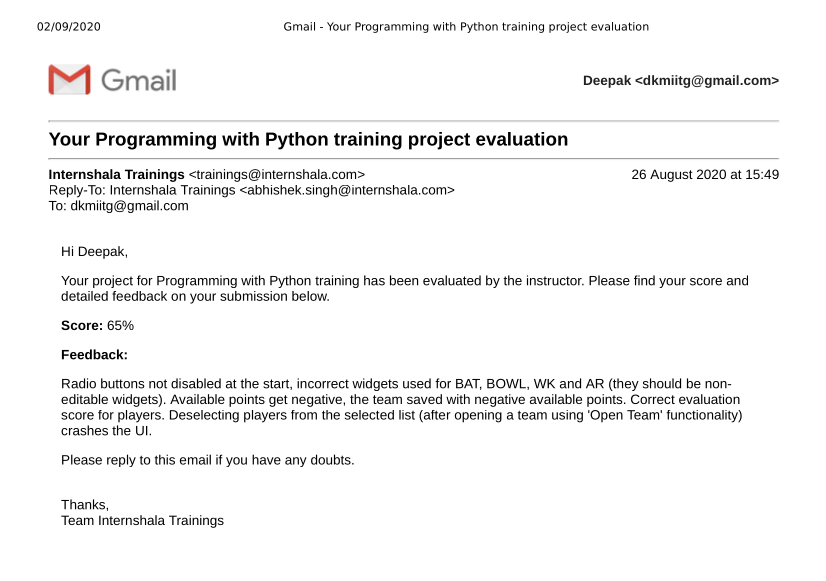 02/09/2020 Gmail - Your Programming with Python training project evaluation
Gmail Deepak <dkmiitg@gmail.com>
Your Programming with Python training project evaluation
Internshala Trainings <trainings@internshala.com> 26 August 2020 at 15:49
Reply-To: Internshala Trainings <abhishek.singh@internshala.com>
To: dkmiitg@gmail.com
Hi Deepak,
Your project for Programming with Python training has been evaluated by the instructor. Please find your score and
detailed feedback on your submission below.
Score: 65%
Feedback:
Radio buttons not disabled at the start, incorrect widgets used for BAT, BOWL, WK and AR (they should be non-
editable widgets). Available points get negative, the team saved with negative available points. Correct evaluation
score for players. Deselecting players from the selected list (after opening a team using 'Open Team' functionality)
crashes the UI.
Please reply to this email if you have any doubts.
Thanks,
Team Internshala Trainings